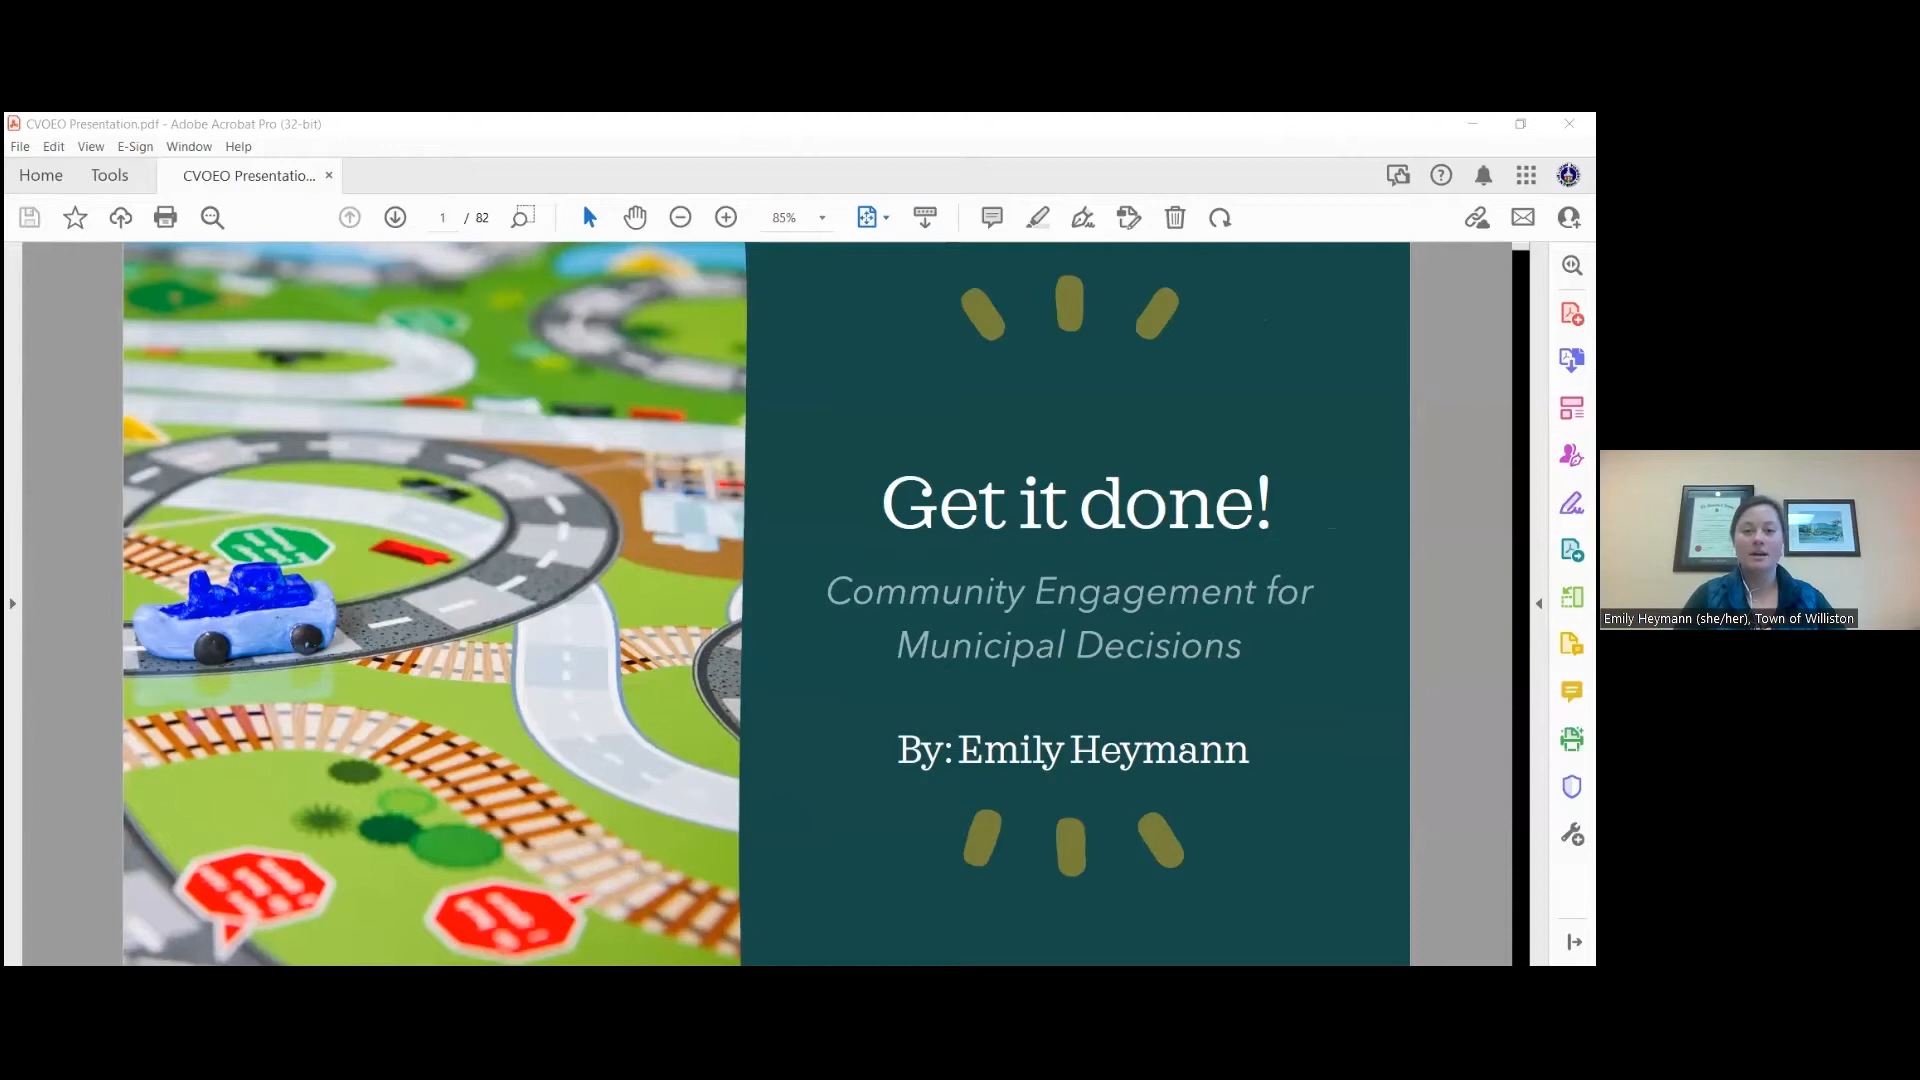 CVOEO Presentation.pdf - Adobe Acrobat Pro (32-bit)
File Edit View E-Sign Window Help
Home Tools CVOEO Presentatio... ×
1 / 82 85%
Get it done!
Community Engagement for
Municipal Decisions
By: Emily Heymann
Emily Heymann (she/her), Town of Williston